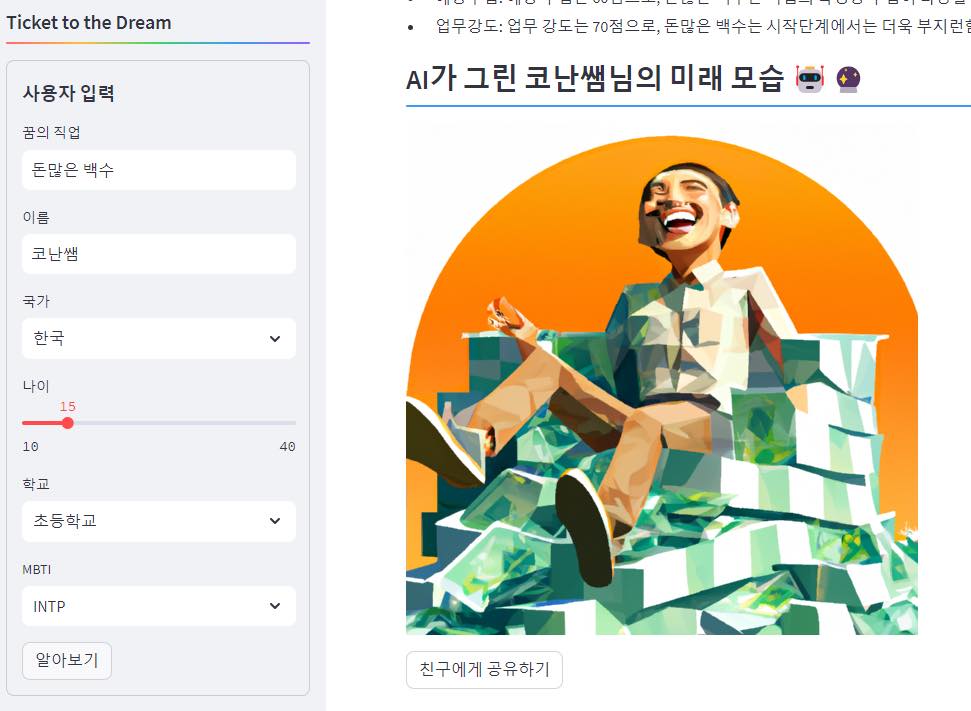 Ticket to the Dream
사용자 입력
꿈의 직업
돈많은 백수
이름
코난쌤
국가
한국
나이
15
10 40
학교
초등학교
MBTI
INTP
알아보기
업무강도: 업무 강도는 70점으로, 돈많은 백수는 시작단계에서는 더욱 부지런함
AI가 그린 코난쌤님의 미래 모습 🤖 🔮
친구에게 공유하기